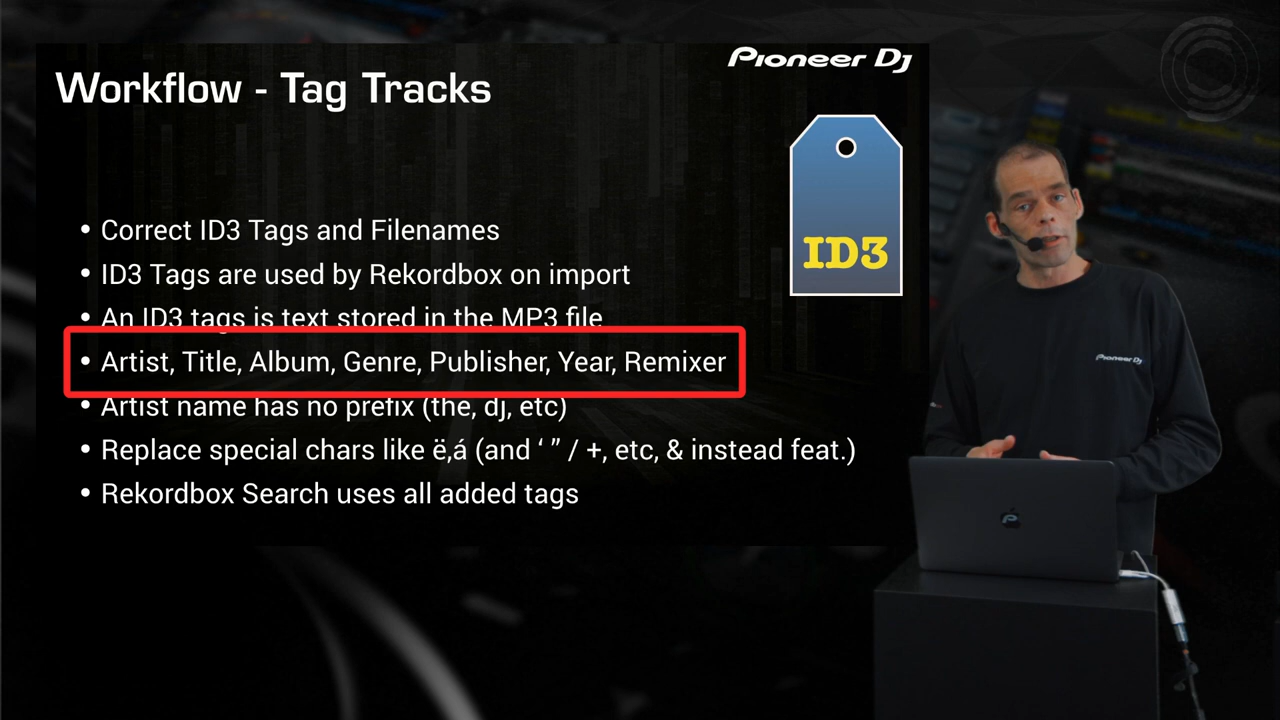 Pioneer Dj
Workflow - Tag Tracks
ID3
• Correct ID3 Tags and Filenames
• ID3 Tags are used by Rekordbox on import
• An ID3 tags is text stored in the MP3 file
• Artist, Title, Album, Genre, Publisher, Year, Remixer
• Artist name has no prefix (the, dj, etc)
• Replace special chars like ë,á (and ‘ ” / +, etc, & instead feat.)
• Rekordbox Search uses all added tags
Pioneer Dj